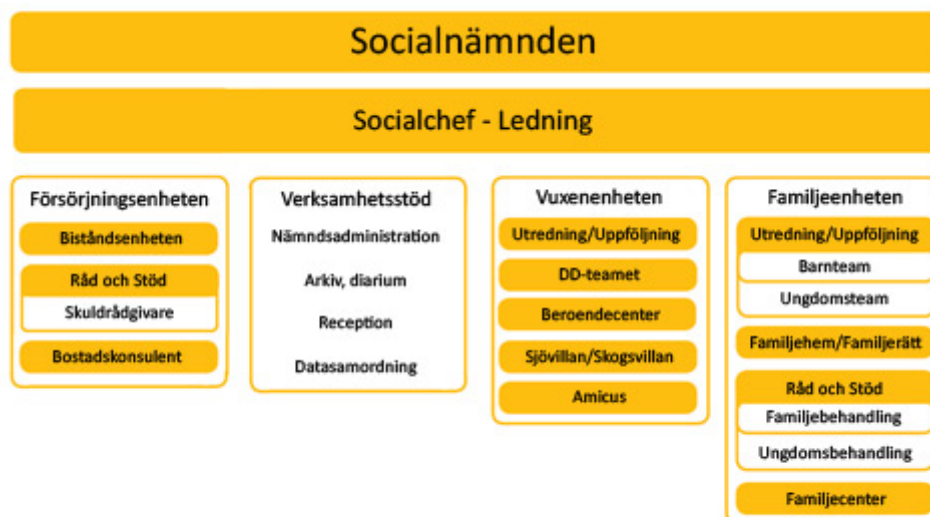 Socialnämnden
Socialchef - Ledning
Försörjningsenheten
Biståndsenheten
Råd och Stöd
Skuldrådgivare
Bostadskonsulent
Verksamhetsstöd
Nämndsadministration
Arkiv, diarium
Reception
Datasamordning
Vuxenenheten
Utredning/Uppföljning
DD-teamet
Beroendecenter
Sjövillan/Skogsvillan
Amicus
Familjeenheten
Utredning/Uppföljning
Barnteam
Ungdomsteam
Familjehem/Familjerätt
Råd och Stöd
Familjebehandling
Ungdomsbehandling
Familjecenter